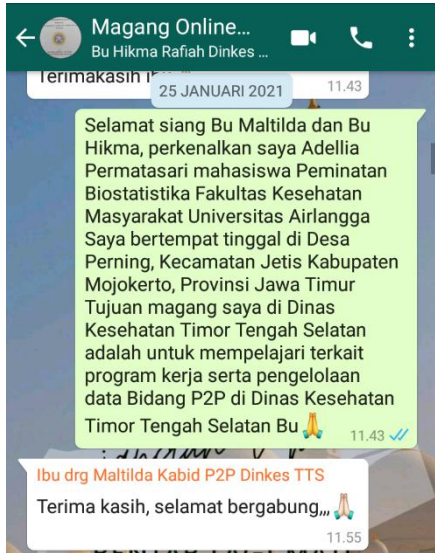 Magang Online...
Bu Hikma Rafiah Dinkes ...
Terimakasih
11.43
25 JANUARI 2021
Selamat siang Bu Maltilda dan Bu
Hikma, perkenalkan saya Adellia
Permatasari mahasiswa Peminatan
Biostatistika Fakultas Kesehatan
Masyarakat Universitas Airlangga
Saya bertempat tinggal di Desa
Perning, Kecamatan Jetis Kabupaten
Mojokerto, Provinsi Jawa Timur
Tujuan magang saya di Dinas
Kesehatan Timor Tengah Selatan
adalah untuk mempelajari terkait
program kerja serta pengelolaan
data Bidang P2P di Dinas Kesehatan
Timor Tengah Selatan Bu 🙏
11.43
Ibu drg Maltilda Kabid P2P Dinkes TTS
Terima kasih, selamat bergabung,,, 🙏🏻
11.55